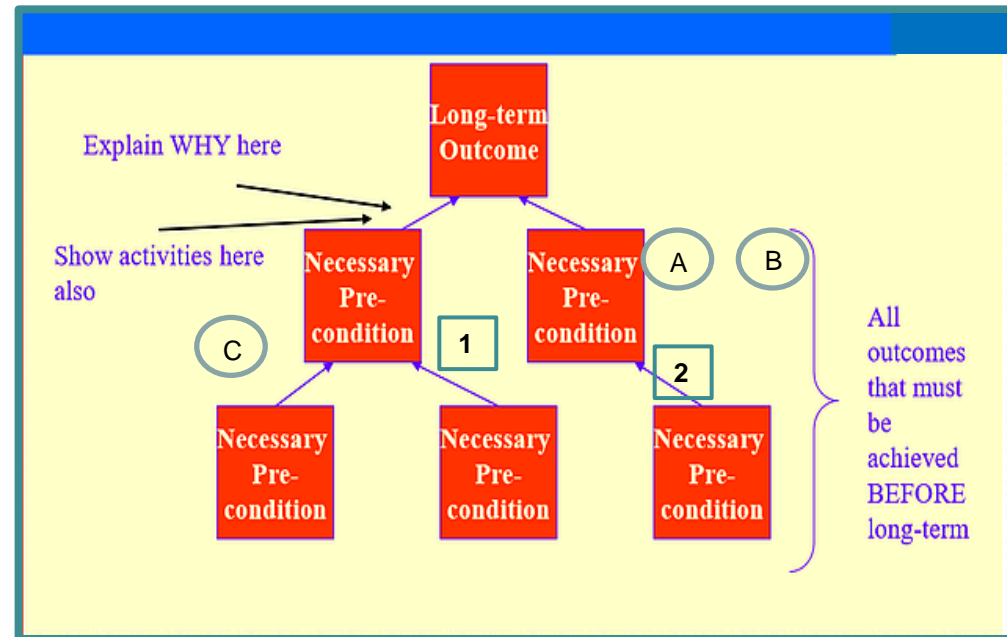 Long-term
Outcome
Explain WHY here
Show activities here
also
Necessary
Pre-
condition
Necessary
Pre-
condition
A
B
C
1
2
Necessary
Pre-
condition
Necessary
Pre-
condition
Necessary
Pre-
condition
All
outcomes
that must
be
achieved
BEFORE
long-term